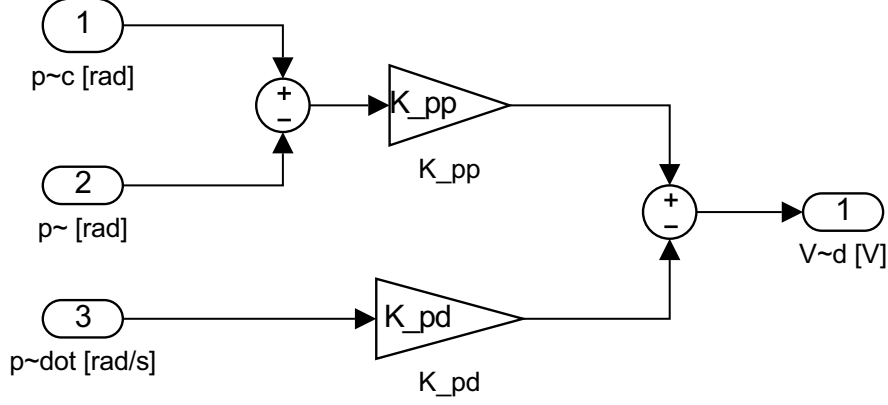 1
p~c [rad]
+
−
K_pp
K_pp
2
p~ [rad]
+
−
1
V~d [V]
3
p~dot [rad/s]
K_pd
K_pd